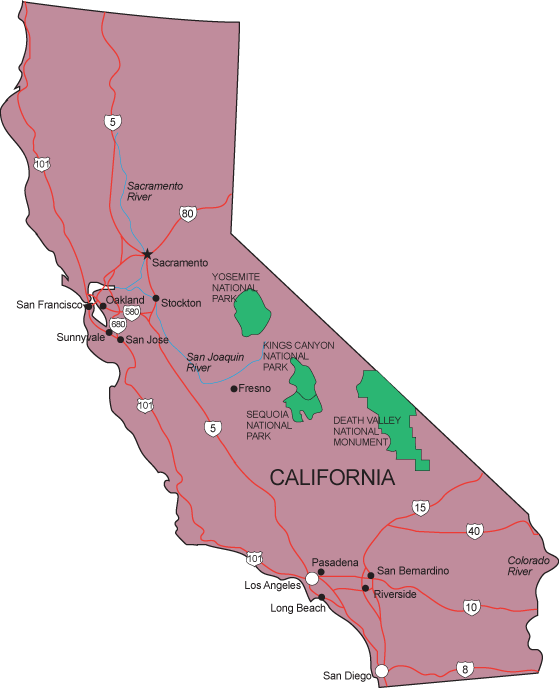 5
101
Sacramento
River
80
Sacramento
YOSEMITE
NATIONAL
PARK
San Francisco
Oakland
Stockton
580
680
Sunnyvale
San Jose
KINGS CANYON
NATIONAL
PARK
San Joaquin
River
Fresno
101
SEQUOIA
NATIONAL
PARK
DEATH VALLEY
NATIONAL
MONUMENT
5
CALIFORNIA
15
40
101
Pasadena
San Bernardino
Colorado
River
Los Angeles
Riverside
Long Beach
10
San Diego
8